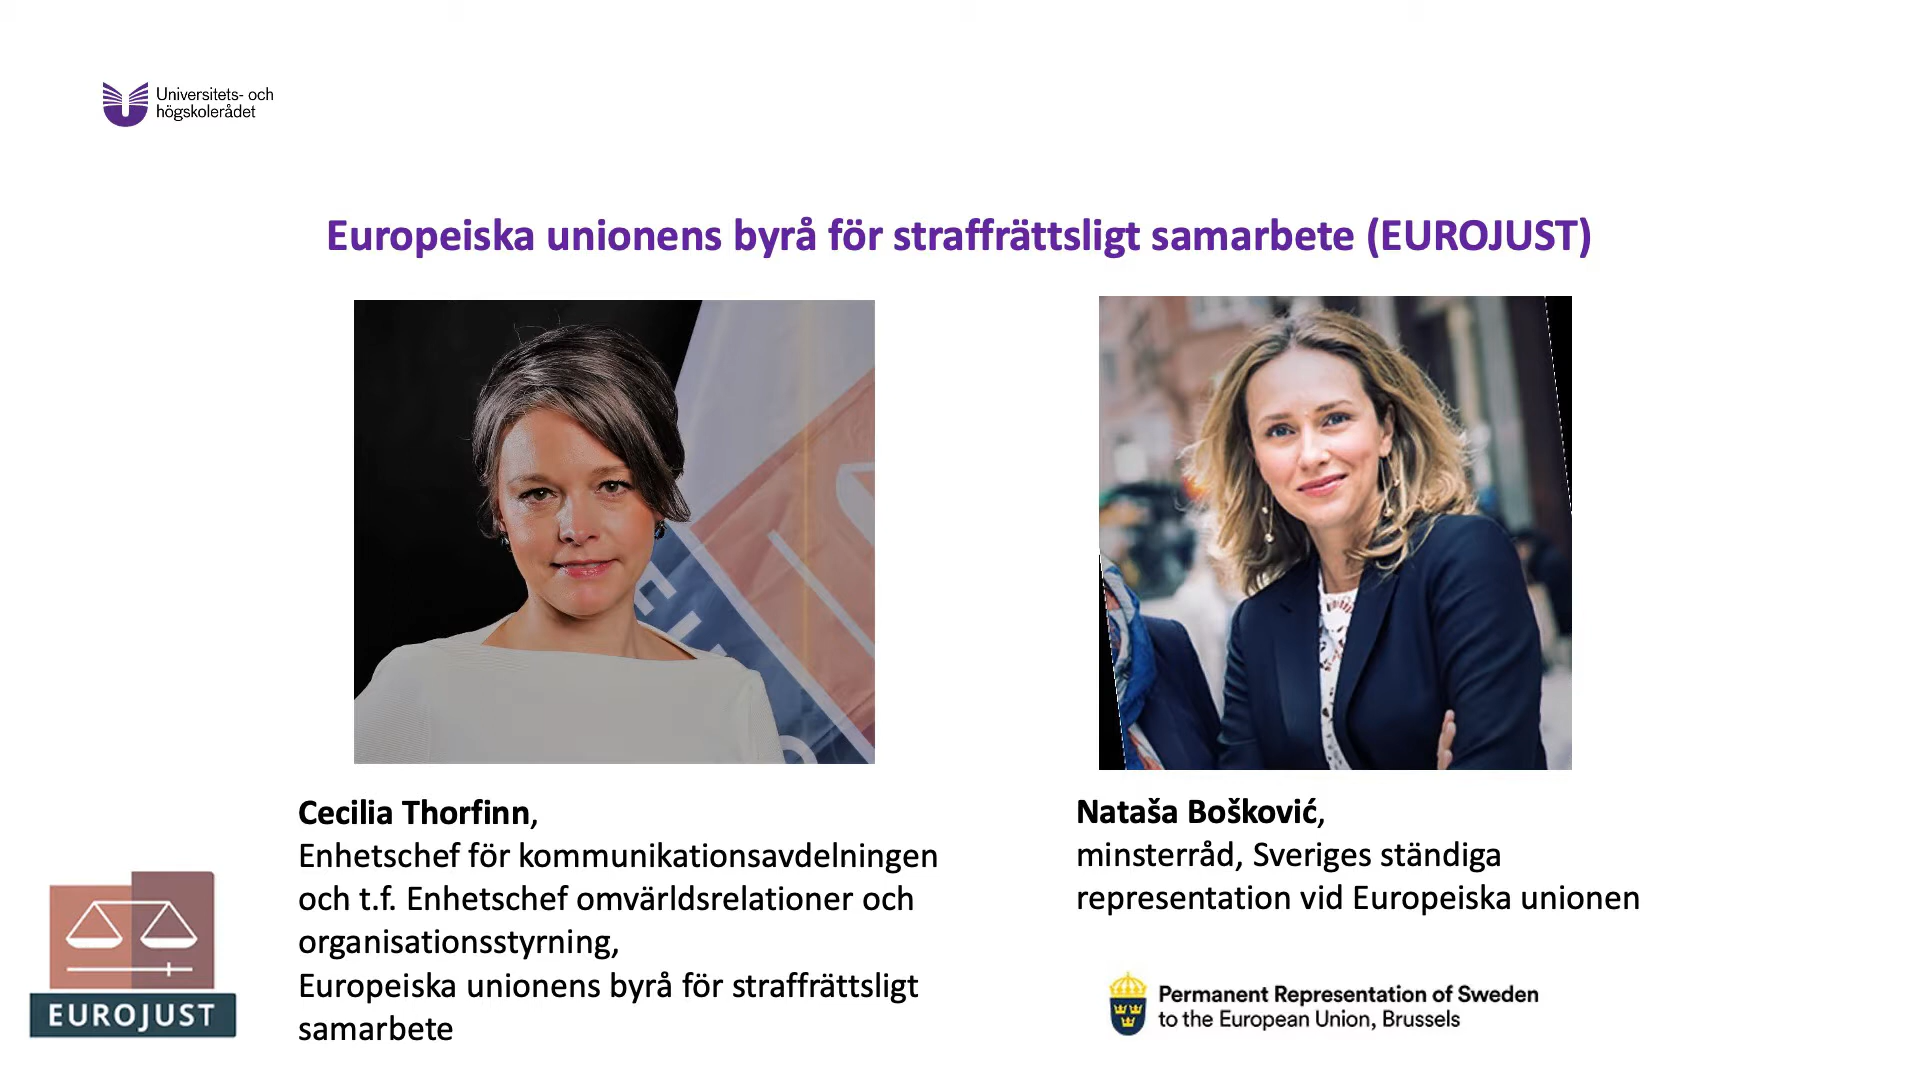 Universitets- och
högskolerådet
Europeiska unionens byrå för straffrättsligt samarbete (EUROJUST)
Cecilia Thorfinn,
Enhetschef för kommunikationsavdelningen
och t.f. Enhetschef omvärldsrelationer och
organisationsstyrning,
Europeiska unionens byrå för straffrättsligt
samarbete
EUROJUST
Nataša Bošković,
minsterråd, Sveriges ständiga
representation vid Europeiska unionen
Permanent Representation of Sweden
to the European Union, Brussels